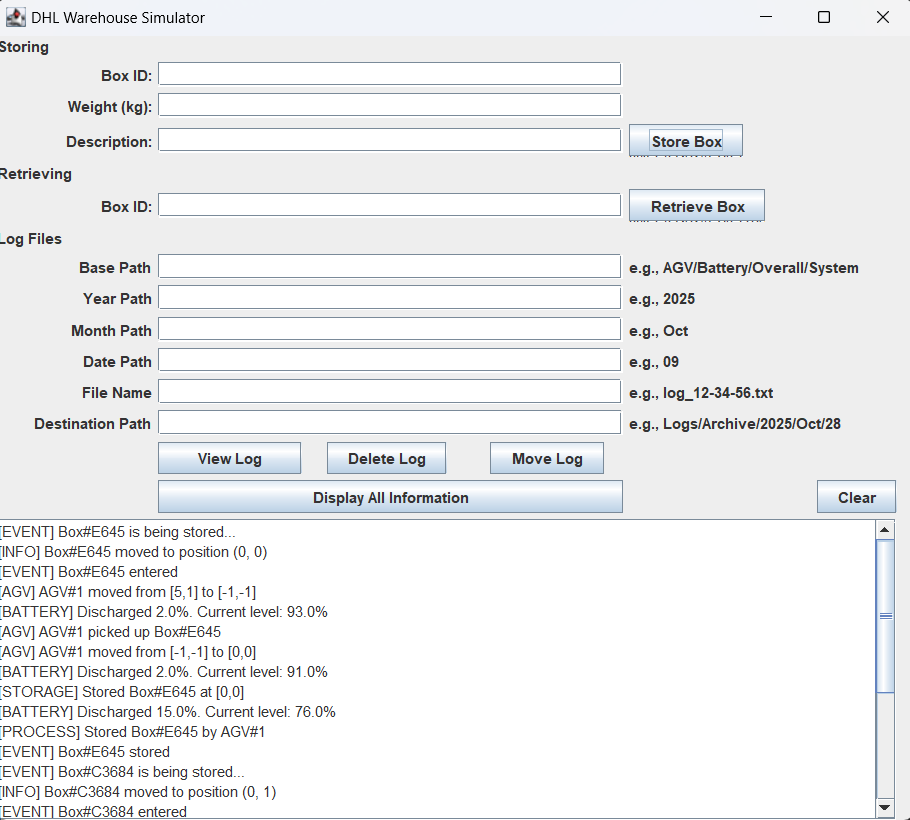 DHL Warehouse Simulator
Storing
Box ID:
Weight (kg):
Description:
Store Box
Retrieving
Box ID:
Retrieve Box
Log Files
Base Path e.g., AGV/Battery/Overall/System
Year Path e.g., 2025
Month Path e.g., Oct
Date Path e.g., 09
File Name e.g., log_12-34-56.txt
Destination Path e.g., Logs/Archive/2025/Oct/28
View Log Delete Log Move Log
Display All Information Clear
[EVENT] Box#E645 is being stored...
[INFO] Box#E645 moved to position (0, 0)
[EVENT] Box#E645 entered
[AGV] AGV#1 moved from [5,1] to [-1,-1]
[BATTERY] Discharged 2.0%. Current level: 93.0%
[AGV] AGV#1 picked up Box#E645
[AGV] AGV#1 moved from [-1,-1] to [0,0]
[BATTERY] Discharged 2.0%. Current level: 91.0%
[STORAGE] Stored Box#E645 at [0,0]
[BATTERY] Discharged 15.0%. Current level: 76.0%
[PROCESS] Stored Box#E645 by AGV#1
[EVENT] Box#E645 stored
[EVENT] Box#C3684 is being stored...
[INFO] Box#C3684 moved to position (0, 1)
[EVENT] Box#C3684 entered